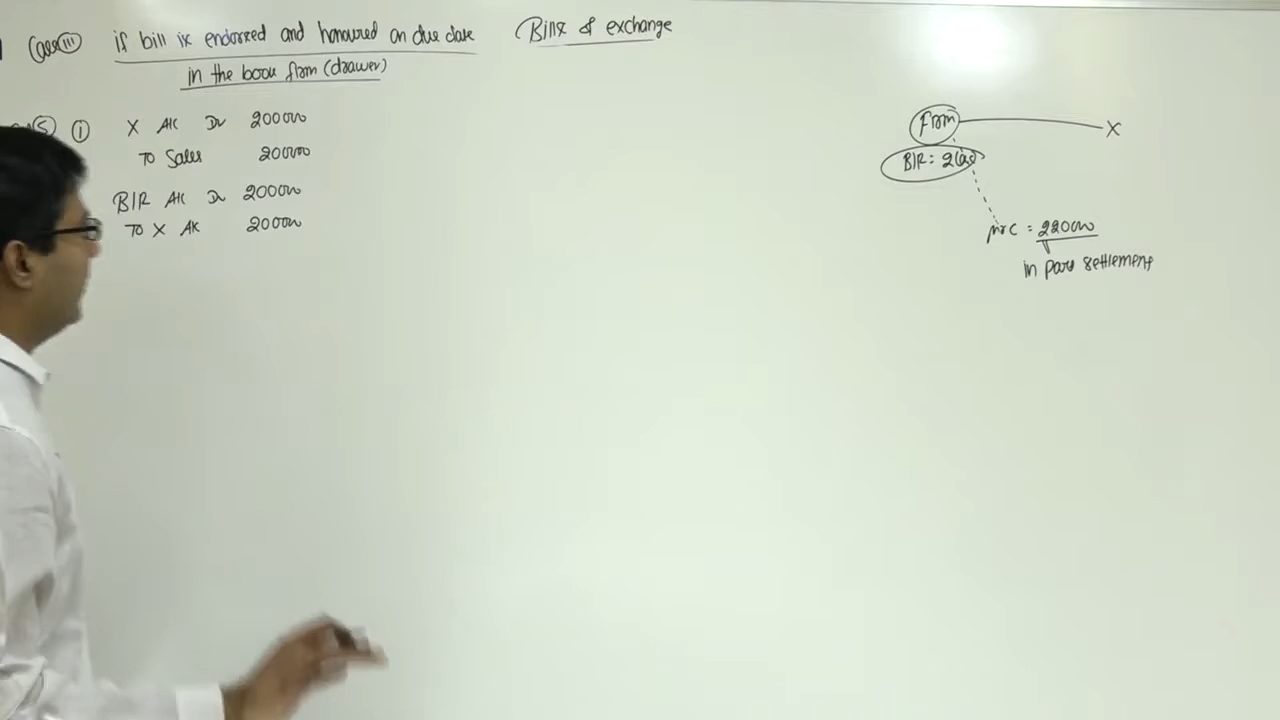 Case (iii) if bill is endorsed and honoured on due date
in the book firm (drawer)
Bills of exchange
(5) ① X A/C Dr 200000
To Sales 200000
B/R A/C Dr 200000
To X A/C 200000
firm X
B/R: 2
= 220000
in part settlement